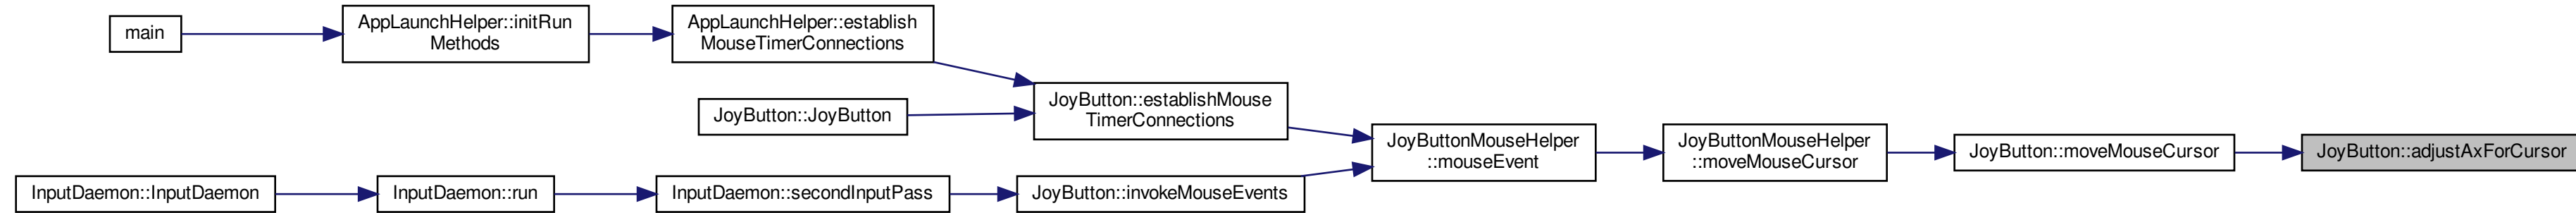 main
AppLaunchHelper::initRun
Methods
AppLaunchHelper::establish
MouseTimerConnections
JoyButton::JoyButton
JoyButton::establishMouse
TimerConnections
InputDaemon::InputDaemon
InputDaemon::run
InputDaemon::secondInputPass
JoyButton::invokeMouseEvents
JoyButtonMouseHelper
::mouseEvent
JoyButtonMouseHelper
::moveMouseCursor
JoyButton::moveMouseCursor
JoyButton::adjustAxForCursor